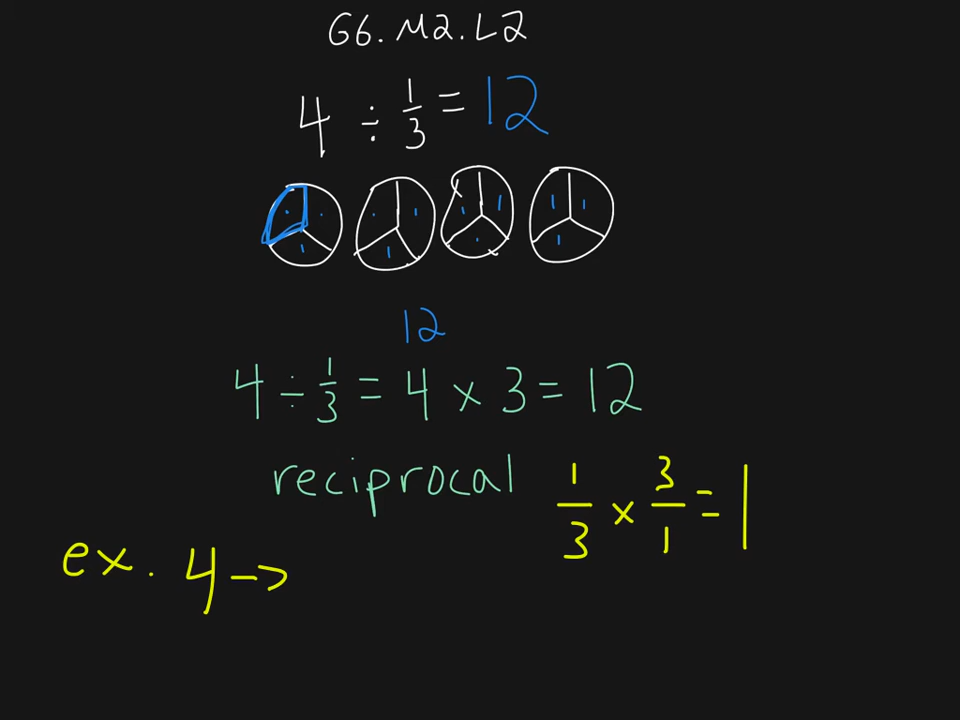 G6.M2.L2
4 ÷ 1/3 = 12
12
4 ÷ 1/3 = 4 x 3 = 12
reciprocal
1/3 x 3/1 = 1
ex. 4 ->